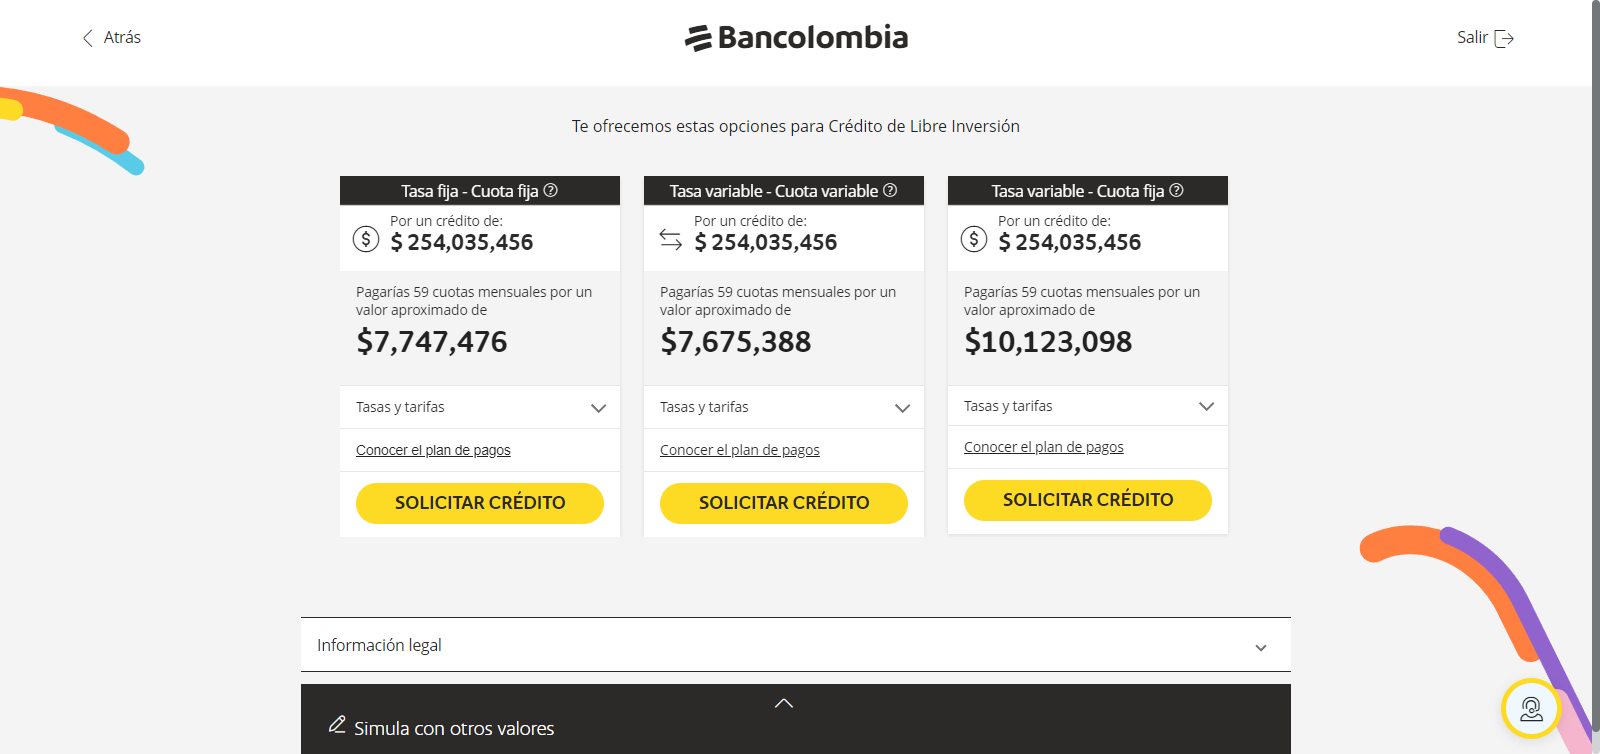 Atrás
Bancolombia
Salir
Te ofrecemos estas opciones para Crédito de Libre Inversión
Tasa fija - Cuota fija ?
Por un crédito de:
$ 254,035,456
Pagarías 59 cuotas mensuales por un
valor aproximado de
$7,747,476
Tasas y tarifas
Conocer el plan de pagos
SOLICITAR CRÉDITO
Tasa variable - Cuota variable ?
Por un crédito de:
$ 254,035,456
Pagarías 59 cuotas mensuales por un
valor aproximado de
$7,675,388
Tasas y tarifas
Conocer el plan de pagos
SOLICITAR CRÉDITO
Tasa variable - Cuota fija ?
Por un crédito de:
$ 254,035,456
Pagarías 59 cuotas mensuales por un
valor aproximado de
$10,123,098
Tasas y tarifas
Conocer el plan de pagos
SOLICITAR CRÉDITO
Información legal
Simula con otros valores